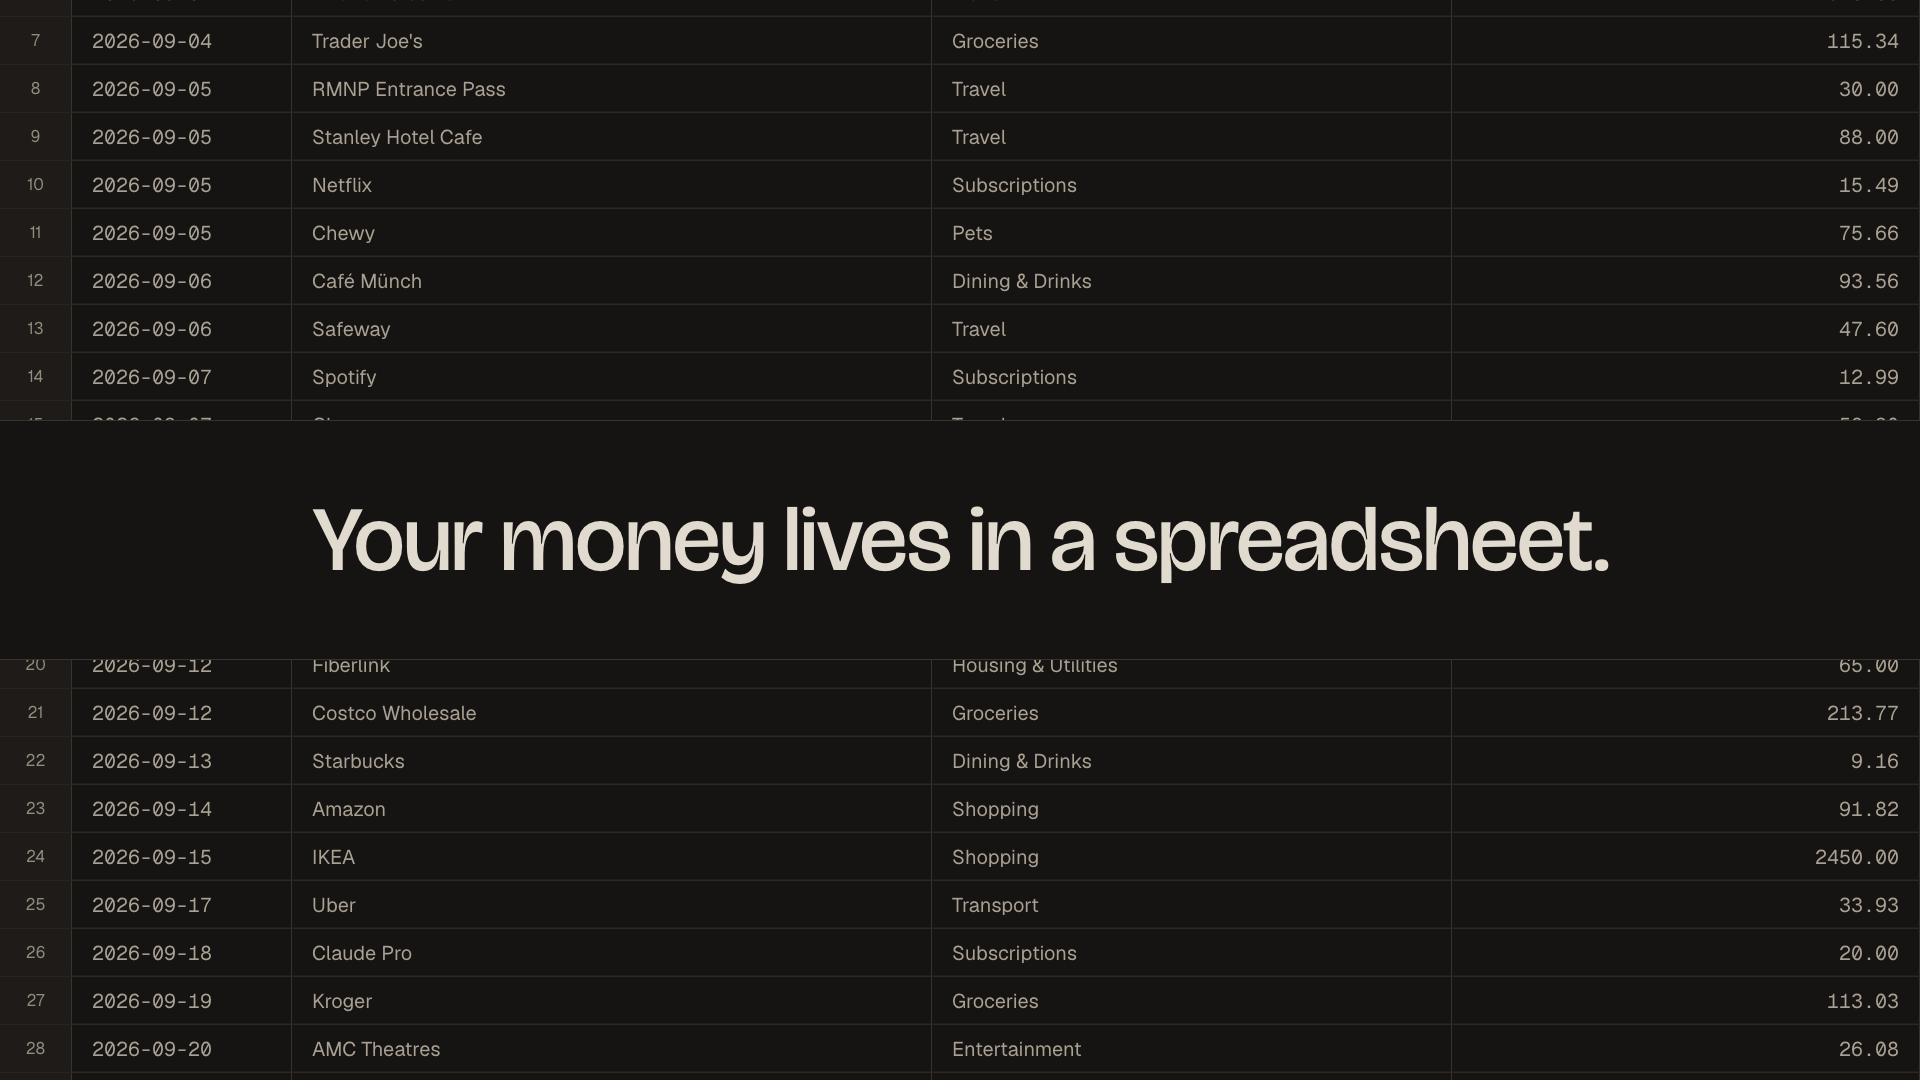 7 2026-09-04 Trader Joe's Groceries 115.34
8 2026-09-05 RMNP Entrance Pass Travel 30.00
9 2026-09-05 Stanley Hotel Cafe Travel 88.00
10 2026-09-05 Netflix Subscriptions 15.49
11 2026-09-05 Chewy Pets 75.66
12 2026-09-06 Café Münch Dining & Drinks 93.56
13 2026-09-06 Safeway Travel 47.60
14 2026-09-07 Spotify Subscriptions 12.99
Your money lives in a spreadsheet.
20 2026-09-12 Fiberlink Housing & Utilities 65.00
21 2026-09-12 Costco Wholesale Groceries 213.77
22 2026-09-13 Starbucks Dining & Drinks 9.16
23 2026-09-14 Amazon Shopping 91.82
24 2026-09-15 IKEA Shopping 2450.00
25 2026-09-17 Uber Transport 33.93
26 2026-09-18 Claude Pro Subscriptions 20.00
27 2026-09-19 Kroger Groceries 113.03
28 2026-09-20 AMC Theatres Entertainment 26.08